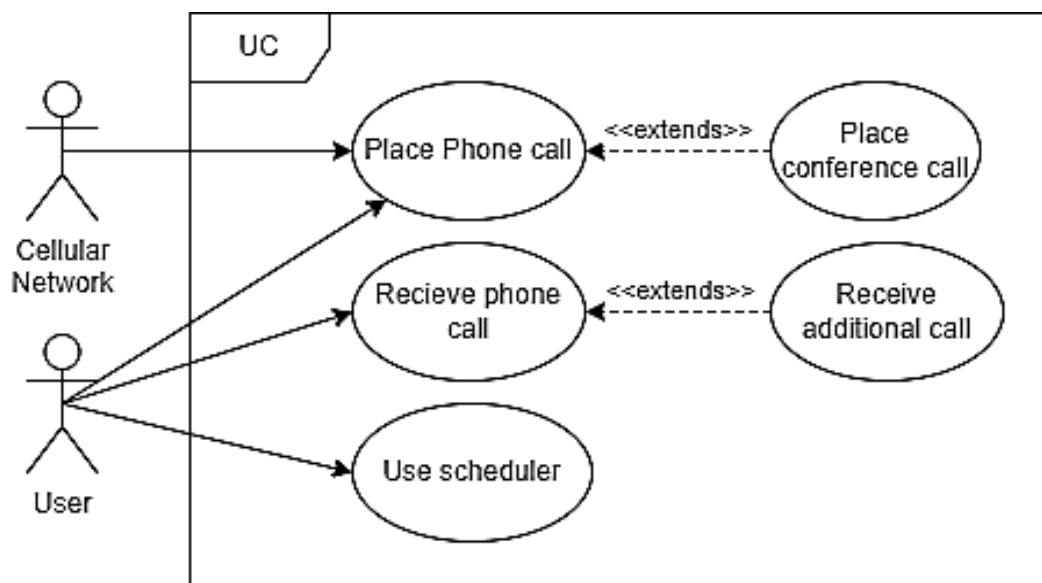 UC
Place Phone call
<<extends>>
Place
conference call
Cellular
Network
Recieve phone
call
<<extends>>
Receive
additional call
User
Use scheduler